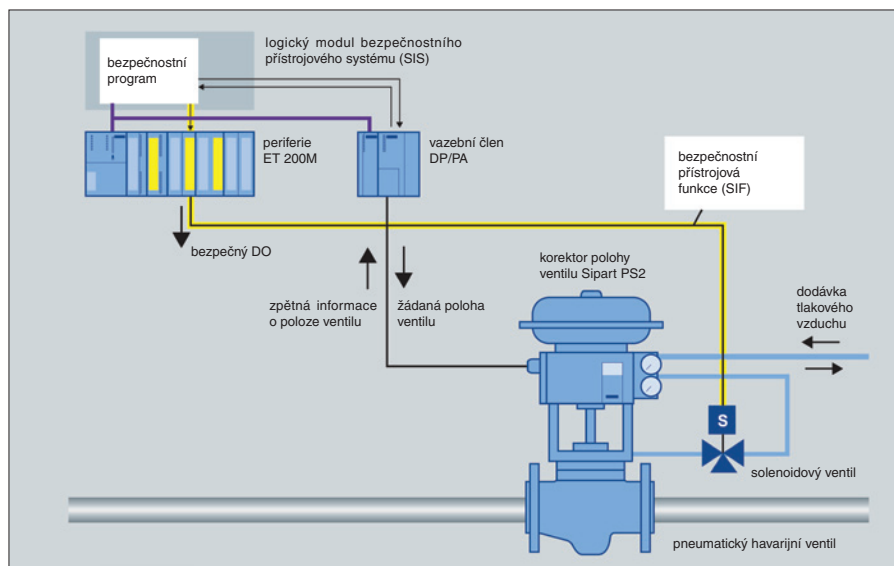 logický modul bezpečnostního
přístrojového systému (SIS)
bezpečnostní
program
periferie
ET 200M
vazební člen
DP/PA
bezpečnostní
přístrojová
funkce (SIF)
bezpečný DO
zpětná informace
o poloze ventilu
žádaná poloha
ventilu
korektor polohy
ventilu Sipart PS2
dodávka
tlakového
vzduchu
S
solenoidový ventil
pneumatický havarijní ventil